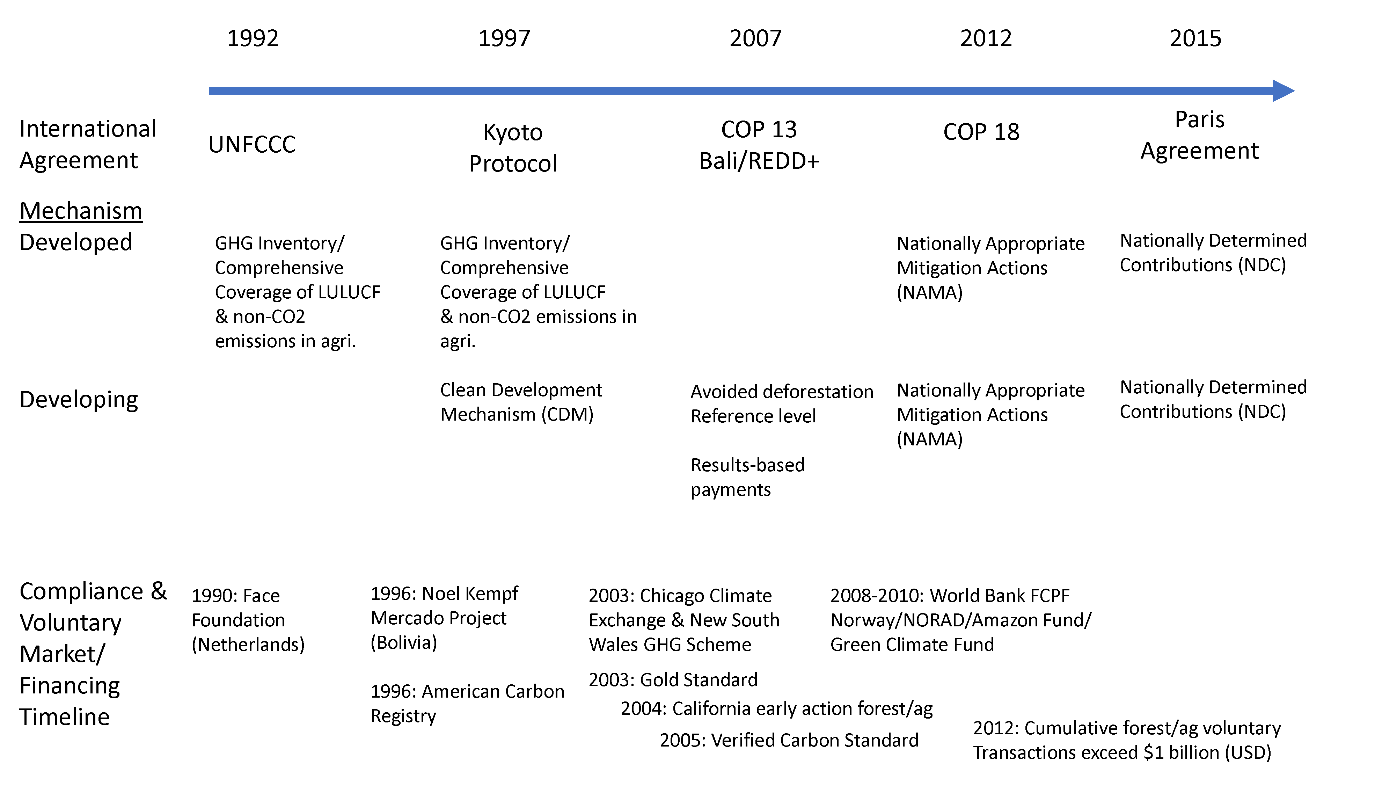 1992
1997
2007
2012
2015
International
Agreement
UNFCCC
Kyoto
Protocol
COP 13
Bali/REDD+
COP 18
Paris
Agreement
Mechanism
Developed
GHG Inventory/
Comprehensive
Coverage of LULUCF
& non-CO2
emissions in agri.
GHG Inventory/
Comprehensive
Coverage of LULUCF
& non-CO2 emissions in
agri.
Nationally Appropriate
Mitigation Actions
(NAMA)
Nationally Determined
Contributions (NDC)
Developing
Clean Development
Mechanism (CDM)
Avoided deforestation
Reference level
Results-based
payments
Nationally Appropriate
Mitigation Actions
(NAMA)
Nationally Determined
Contributions (NDC)
Compliance &
Voluntary
Market/
Financing
Timeline
1990: Face
Foundation
(Netherlands)
1996: Noel Kempf
Mercado Project
(Bolivia)
1996: American Carbon
Registry
2003: Chicago Climate
Exchange & New South
Wales GHG Scheme
2003: Gold Standard
2004: California early action forest/ag
2005: Verified Carbon Standard
2008-2010: World Bank FCPF
Norway/NORAD/Amazon Fund/
Green Climate Fund
2012: Cumulative forest/ag voluntary
Transactions exceed $1 billion (USD)